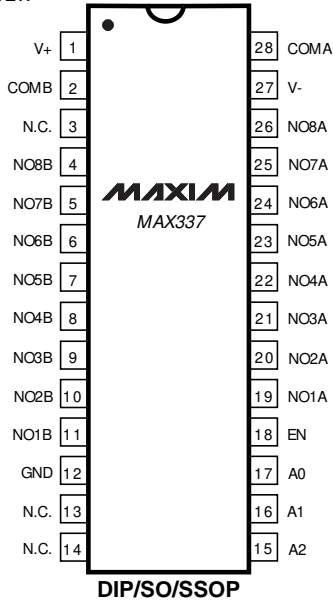 V+ 1 28 COMA
COMB 2 27 V-
N.C. 3 26 NO8A
NO8B 4 25 NO7A
NO7B 5 MAXIM 24 NO6A
NO6B 6 MAX337 23 NO5A
NO5B 7 22 NO4A
NO4B 8 21 NO3A
NO3B 9 20 NO2A
NO2B 10 19 NO1A
NO1B 11 18 EN
GND 12 17 A0
N.C. 13 16 A1
N.C. 14 15 A2
DIP/SO/SSOP